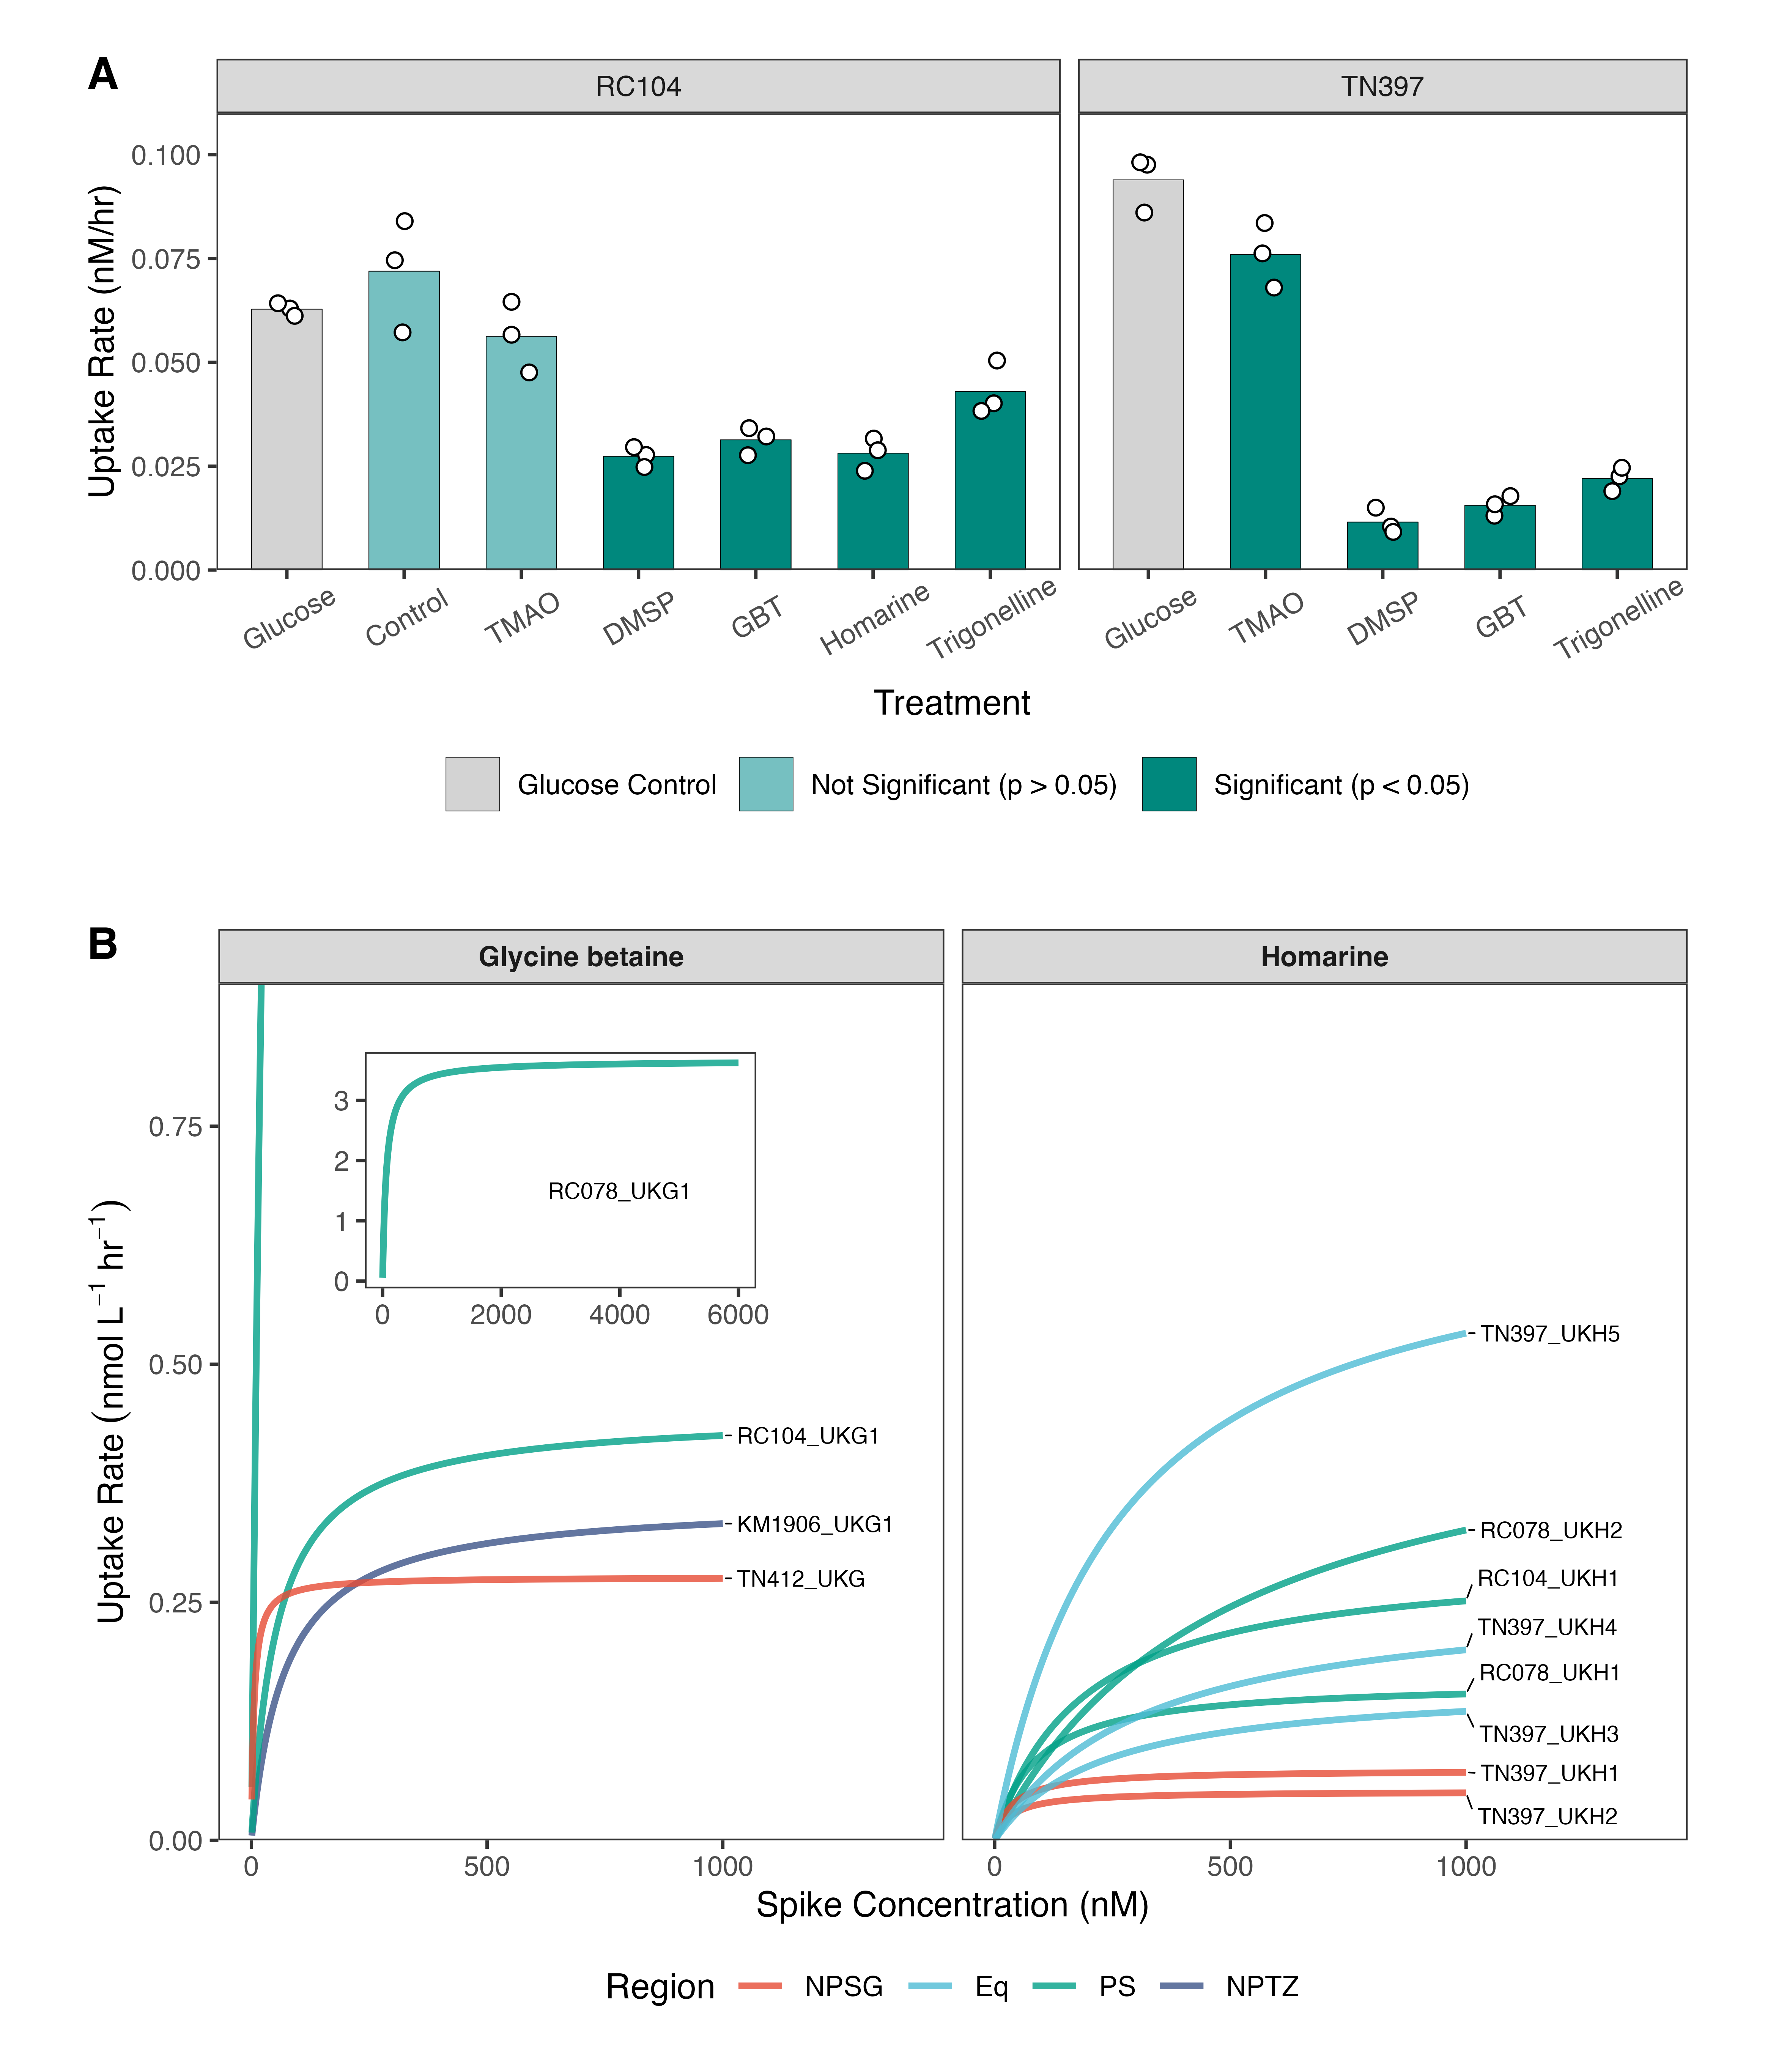 A
RC104
TN397
Uptake Rate (nM/hr)
0.100
0.075
0.050
0.025
0.000
Glucose
Control
TMAO
DMSP
GBT
Homarine
Trigonelline
Glucose
TMAO
DMSP
GBT
Trigonelline
Treatment
Glucose Control
Not Significant (p > 0.05)
Significant (p < 0.05)
B
Glycine betaine
Homarine
Uptake Rate (nmol L⁻¹ hr⁻¹)
0.75
0.50
0.25
0.00
3
2
1
0
RC078_UKG1
0 2000 4000 6000
RC104_UKG1
KM1906_UKG1
TN412_UKG
TN397_UKH5
RC078_UKH2
RC104_UKH1
TN397_UKH4
RC078_UKH1
TN397_UKH3
TN397_UKH1
TN397_UKH2
0 500 1000
0 500 1000
Spike Concentration (nM)
Region NPSG Eq PS NPTZ